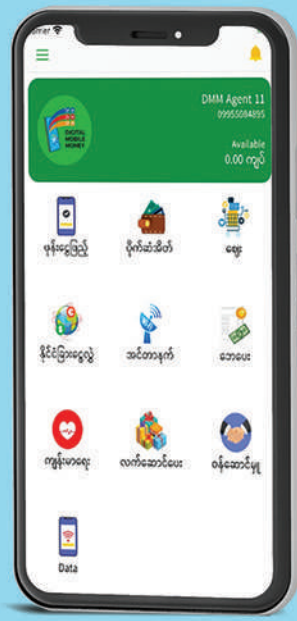 DMM Agent 11
09955084895
DIGITAL
MOBILE
MONEY
Available
0.00 ကျပ်
ဖုန်းငွေဖြည့် ပိုက်ဆံအိတ် ဈေး
နိုင်ငံခြားငွေလွှဲ အင်တာနက် ဘေပေး
ကျန်းမာရေး လက်ဆောင်ပေး ဝန်ဆောင်မှု
Data